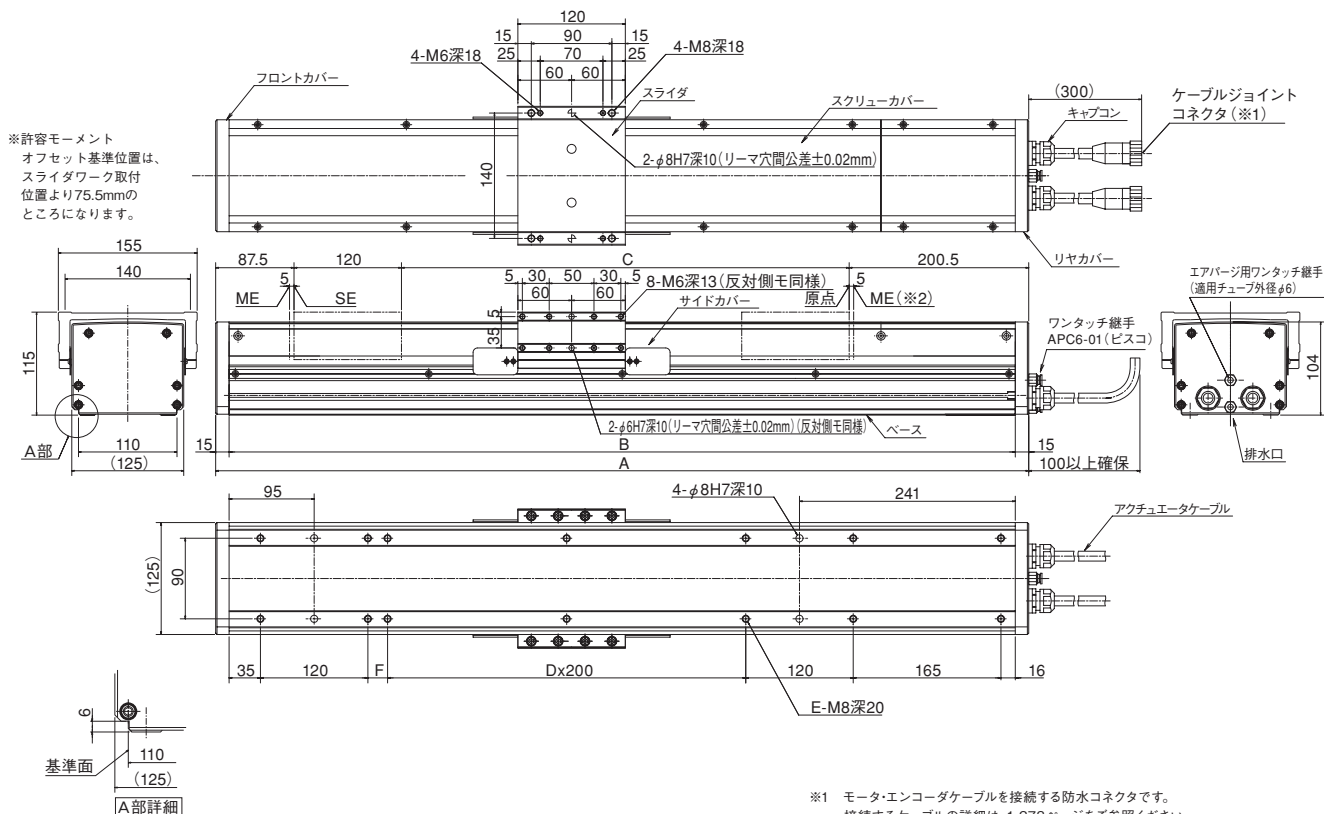 120
15
90
15
4-M6深18
25
70
25
4-M8深18
60
60
フロントカバー
スライダ
スクリューカバー
(300)
キャプコン
ケーブルジョイント
コネクタ(※1)
※許容モーメント
オフセット基準位置は、
スライダワーク取付
位置より75.5mmの
ところになります。
140
2-φ8H7深10(リーマ穴間公差±0.02mm)
リヤカバー
155
140
115
A部
110
(125)
87.5
120
C
200.5
5
ME
SE
5
30
50
30
5
60
60
8-M6深13(反対側モ同様)
サイドカバー
5
35
原点
5
ME(※2)
ワンタッチ継手
APC6-01(ピスコ)
エアパージ用ワンタッチ継手
(適用チューブ外径φ6)
104
排水口
2-φ6H7深10(リーマ穴間公差±0.02mm)(反対側モ同様)
ベース
15
B
15
A
100以上確保
95
4-φ8H7深10
241
アクチュエータケーブル
(125)
90
35
120
F
Dx200
120
165
16
E-M8深20
6
基準面
110
(125)
A部詳細
※1 モータ・エンコーダケーブルを接続する防水コネクタです。